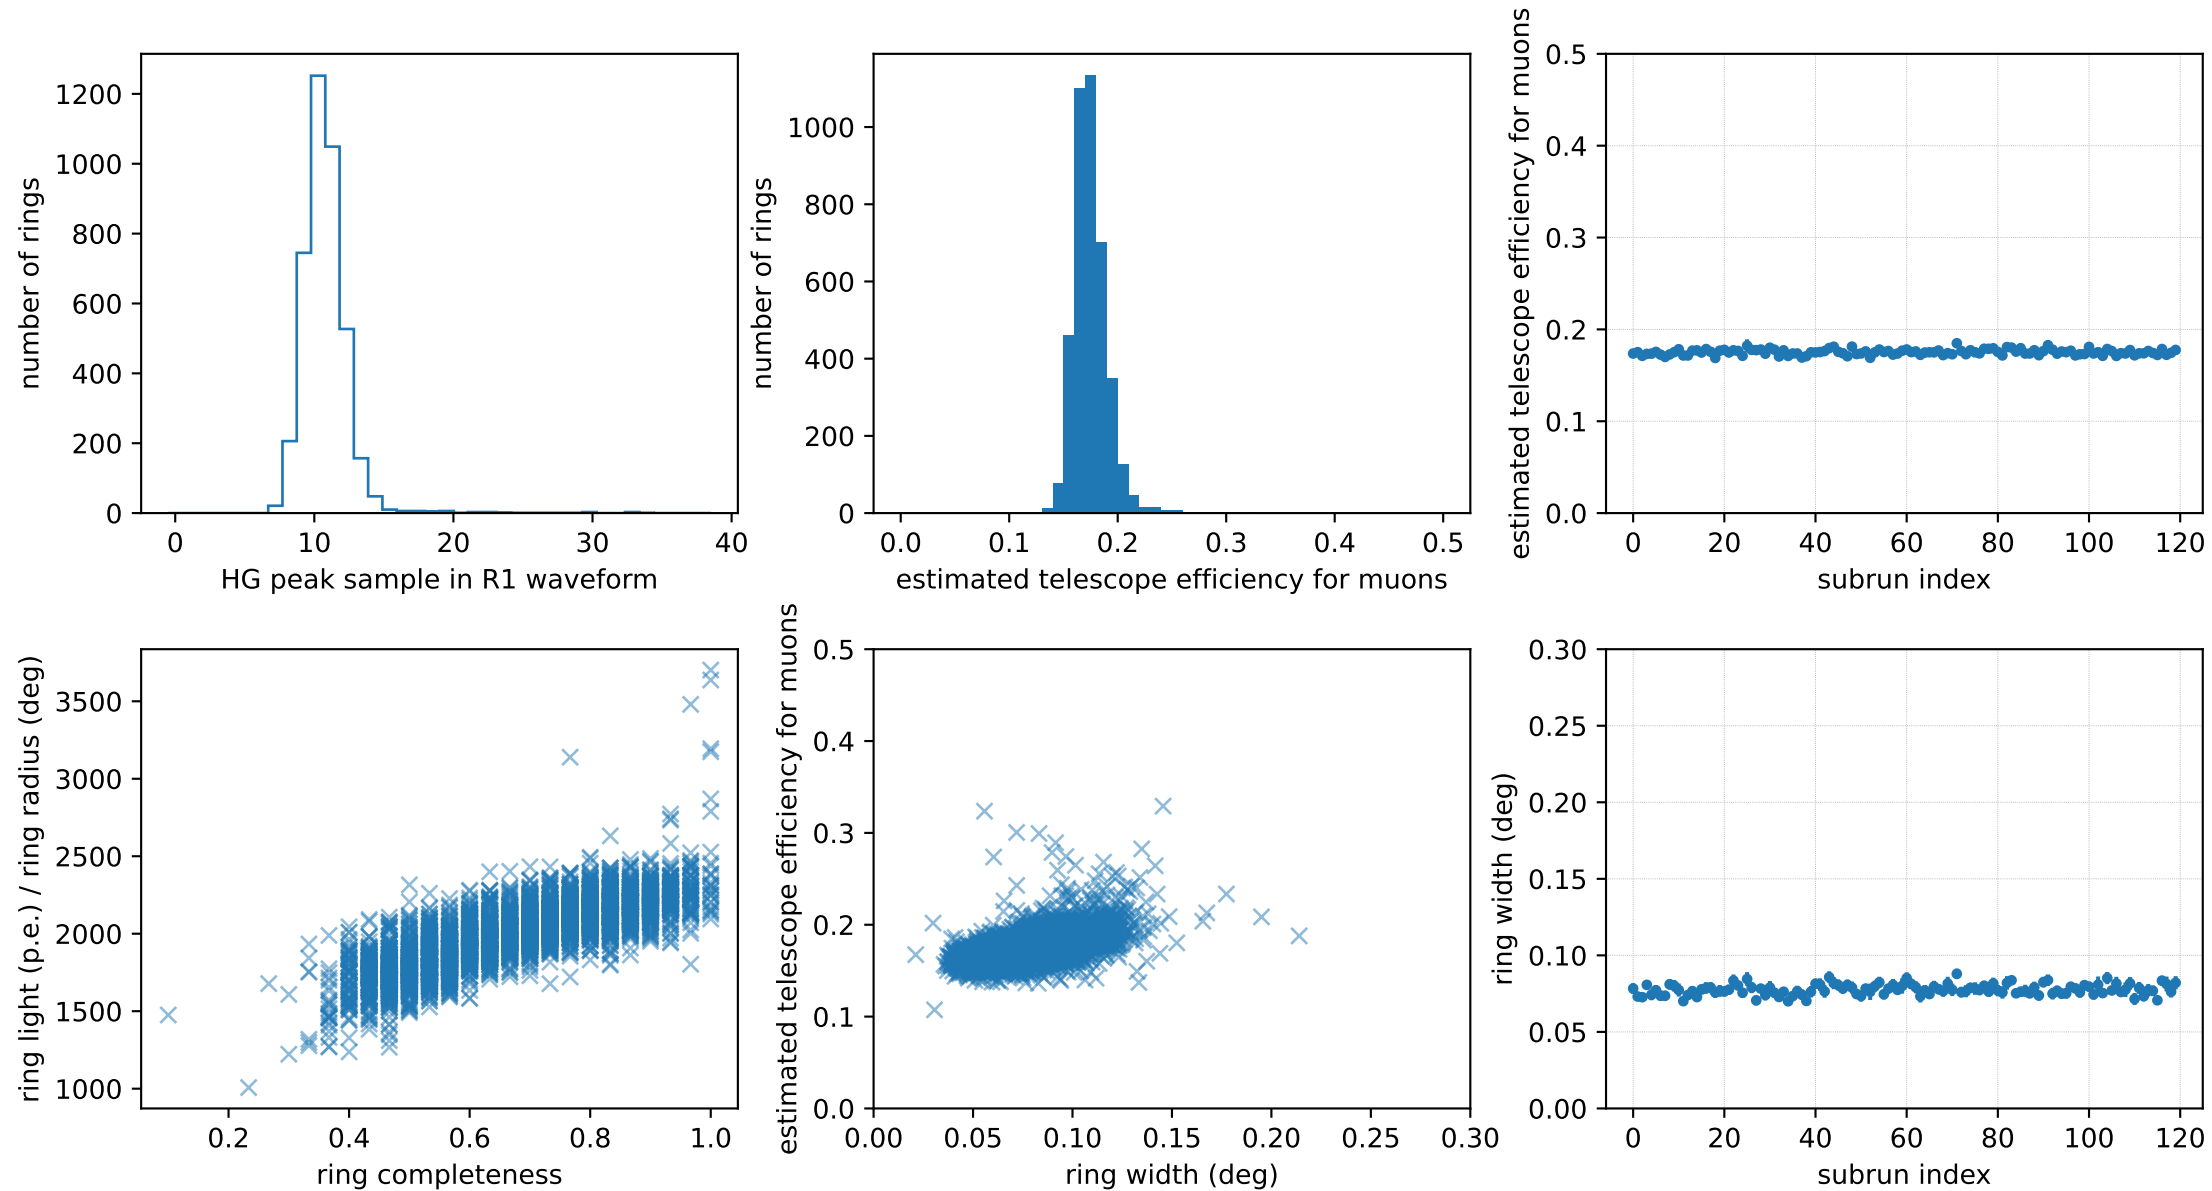 number of rings
1200
1000
800
600
400
200
0
0 10 20 30 40
HG peak sample in R1 waveform
number of rings
1000
800
600
400
200
0
0.0 0.1 0.2 0.3 0.4 0.5
estimated telescope efficiency for muons
estimated telescope efficiency for muons
0.5
0.4
0.3
0.2
0.1
0.0
0 20 40 60 80 100 120
subrun index
ring light (p.e.) / ring radius (deg)
3500
3000
2500
2000
1500
1000
0.2 0.4 0.6 0.8 1.0
ring completeness
estimated telescope efficiency for muons
0.5
0.4
0.3
0.2
0.1
0.0
0.00 0.05 0.10 0.15 0.20 0.25 0.30
ring width (deg)
ring width (deg)
0.30
0.25
0.20
0.15
0.10
0.05
0.00
0 20 40 60 80 100 120
subrun index